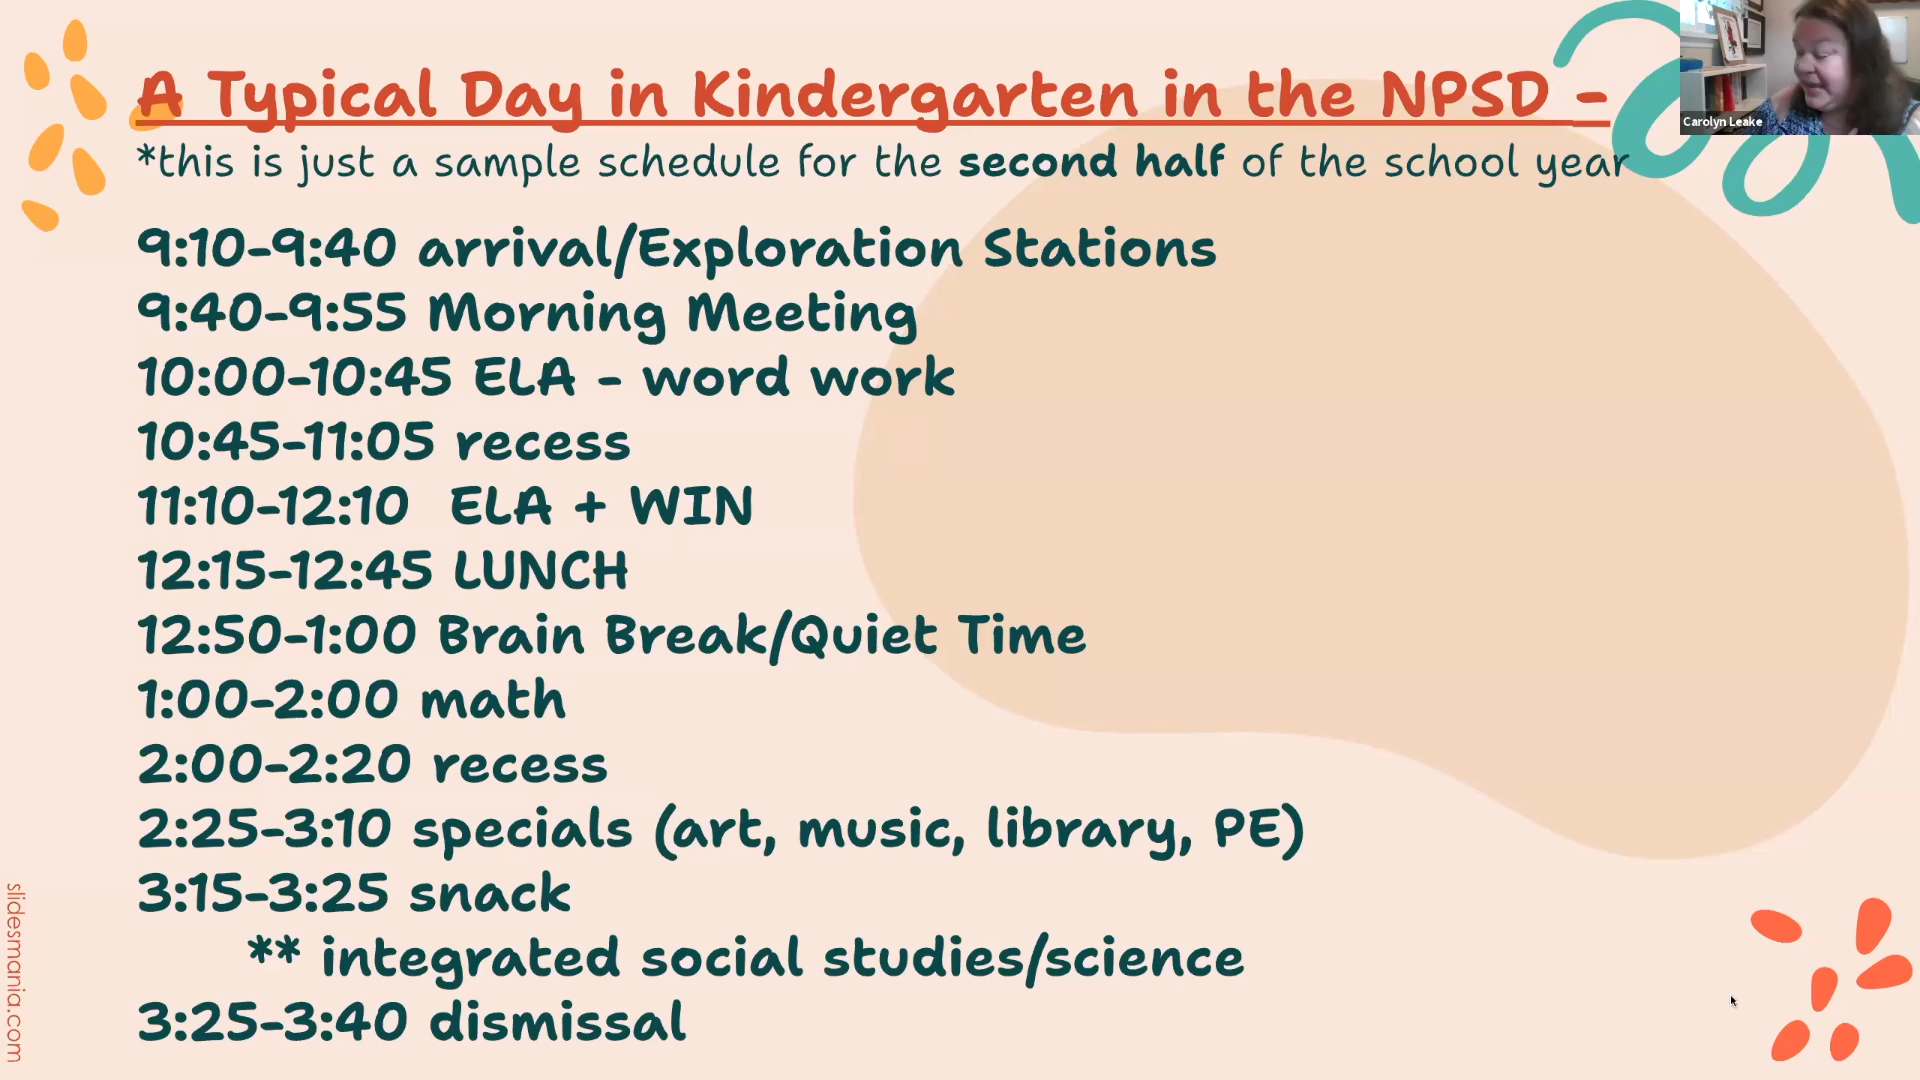 A Typical Day in Kindergarten in the NPSD -
*this is just a sample schedule for the second half of the school year
9:10-9:40 arrival/Exploration Stations
9:40-9:55 Morning Meeting
10:00-10:45 ELA - word work
10:45-11:05 recess
11:10-12:10 ELA + WIN
12:15-12:45 LUNCH
12:50-1:00 Brain Break/Quiet Time
1:00-2:00 math
2:00-2:20 recess
2:25-3:10 specials (art, music, library, PE)
3:15-3:25 snack
** integrated social studies/science
3:25-3:40 dismissal
Carolyn Leake
slidesmania.com